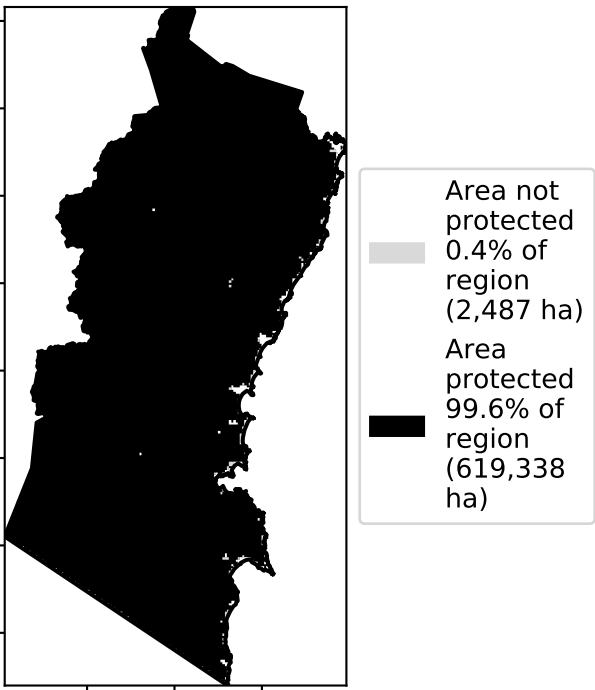 Area not
protected
0.4% of
region
(2,487 ha)
Area
protected
99.6% of
region
(619,338
ha)